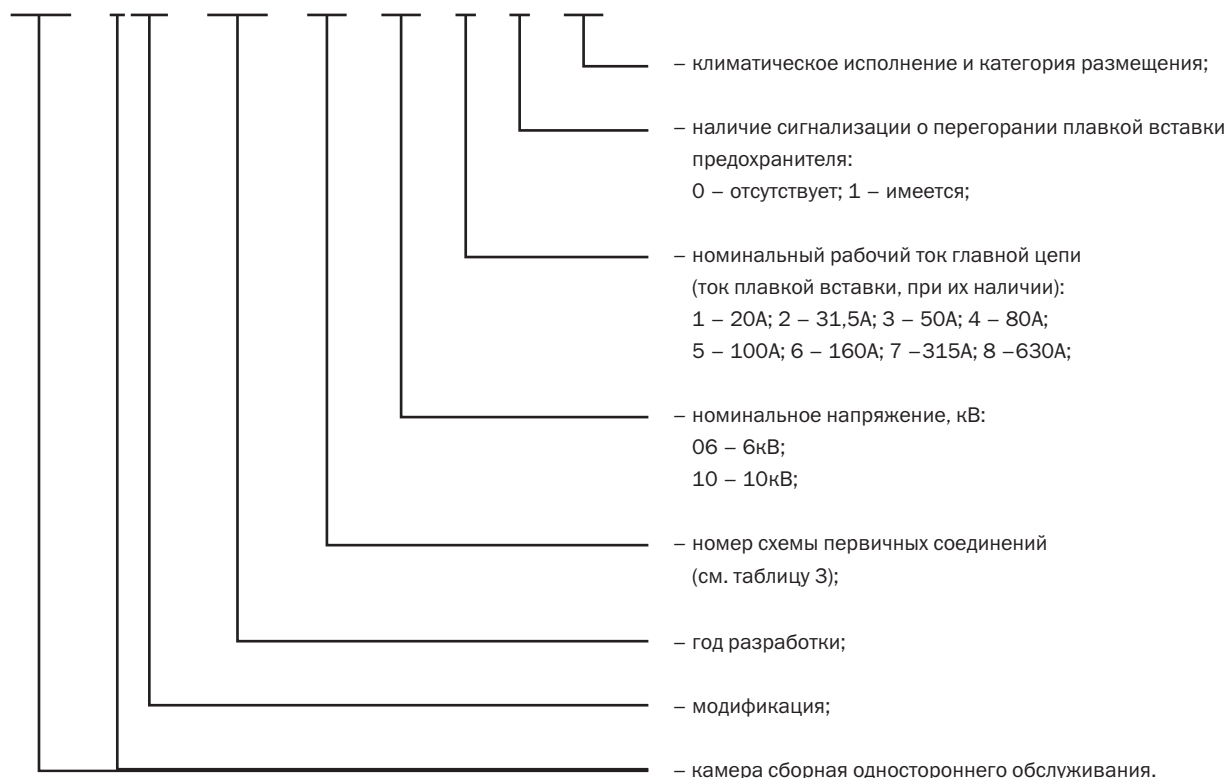 – климатическое исполнение и категория размещения;
– наличие сигнализации о перегорании плавкой вставки
предохранителя:
0 – отсутствует; 1 – имеется;
– номинальный рабочий ток главной цепи
(ток плавкой вставки, при их наличии):
1 – 20А; 2 – 31,5А; 3 – 50А; 4 – 80А;
5 – 100А; 6 – 160А; 7 –315А; 8 –630А;
– номинальное напряжение, кВ:
06 – 6кВ;
10 – 10кВ;
– номер схемы первичных соединений
(см. таблицу 3);
– год разработки;
– модификация;
– камера сборная одностороннего обслуживания.